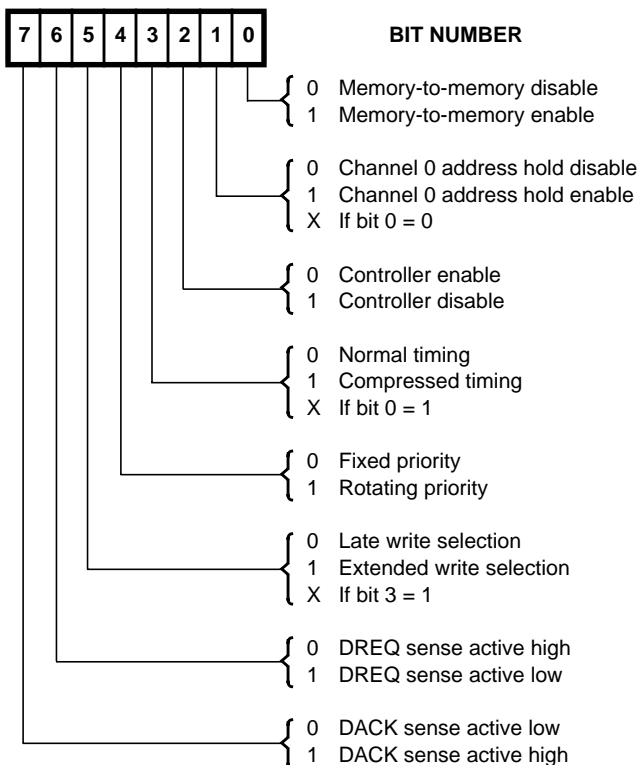 7 6 5 4 3 2 1 0 BIT NUMBER
0 Memory-to-memory disable
1 Memory-to-memory enable
0 Channel 0 address hold disable
1 Channel 0 address hold enable
X If bit 0 = 0
0 Controller enable
1 Controller disable
0 Normal timing
1 Compressed timing
X If bit 0 = 1
0 Fixed priority
1 Rotating priority
0 Late write selection
1 Extended write selection
X If bit 3 = 1
0 DREQ sense active high
1 DREQ sense active low
0 DACK sense active low
1 DACK sense active high